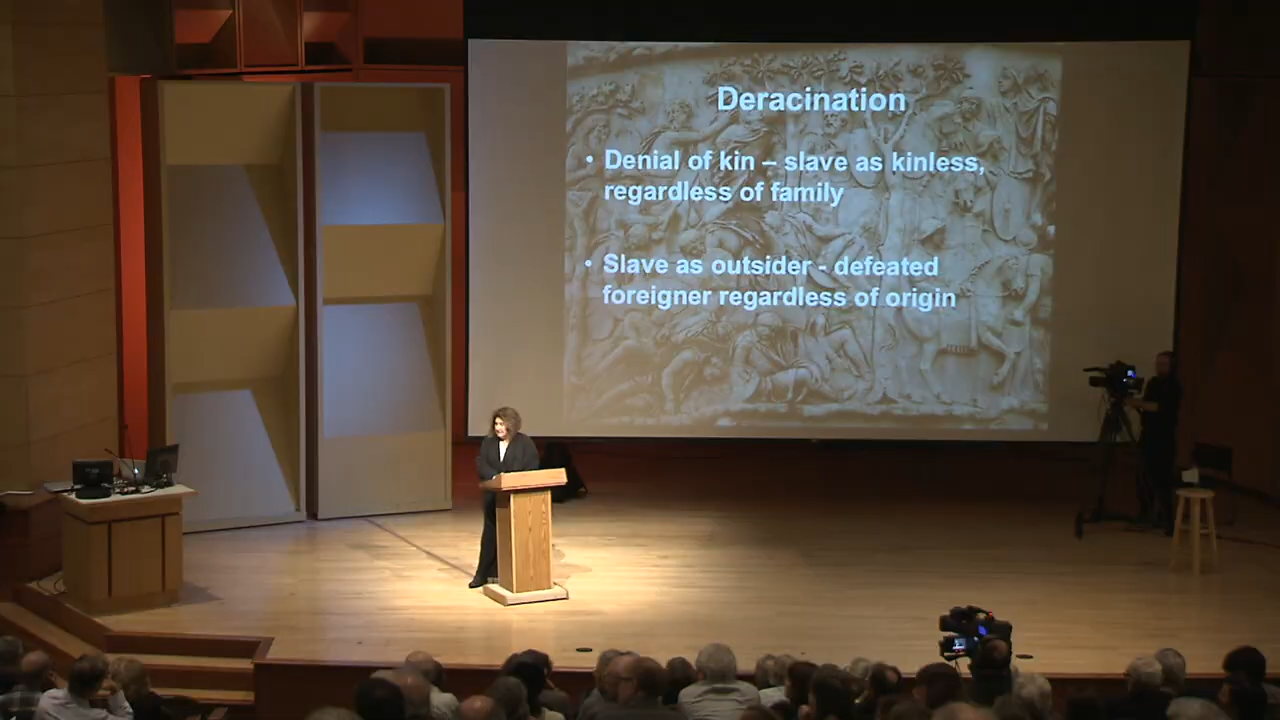 Deracination
• Denial of kin – slave as kinless,
regardless of family
• Slave as outsider - defeated
foreigner regardless of origin